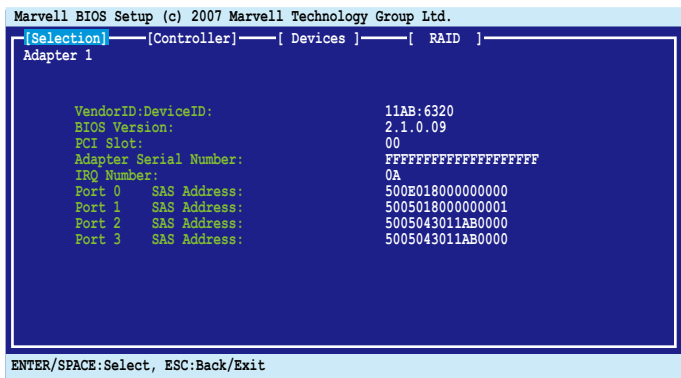 Marvell BIOS Setup (c) 2007 Marvell Technology Group Ltd.
[Selection] [Controller] [ Devices ] [ RAID ]
Adapter 1
VendorID:DeviceID: 11AB:6320
BIOS Version: 2.1.0.09
PCI Slot: 00
Adapter Serial Number: FFFFFFFFFFFFFFFFFFFF
IRQ Number: 0A
Port 0 SAS Address: 500E018000000000
Port 1 SAS Address: 5005018000000001
Port 2 SAS Address: 5005043011AB0000
Port 3 SAS Address: 5005043011AB0000
ENTER/SPACE:Select, ESC:Back/Exit